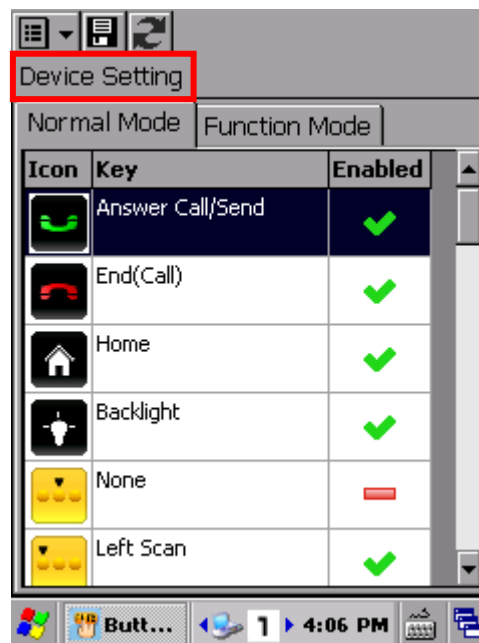 Device Setting
Normal Mode Function Mode
Icon Key Enabled
Answer Call/Send
End(Call)
Home
Backlight
None
Left Scan
Butt... 1 4:06 PM